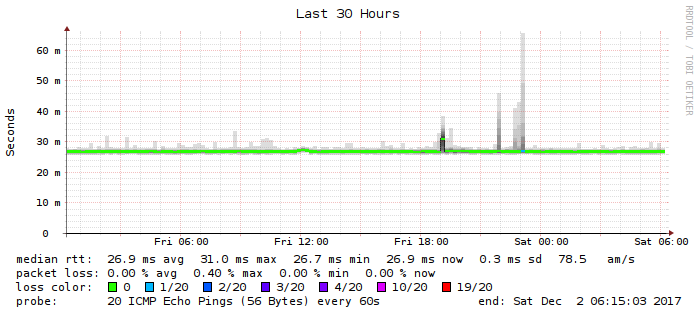 Last 30 Hours
RRDTOOL / TOBI OETIKER
Seconds
60 m
50 m
40 m
30 m
20 m
10 m
0
Fri 06:00 Fri 12:00 Fri 18:00 Sat 00:00 Sat 06:00
median rtt: 26.9 ms avg 31.0 ms max 26.7 ms min 26.9 ms now 0.3 ms sd 78.5 am/s
packet loss: 0.00 % avg 0.40 % max 0.00 % min 0.00 % now
loss color: 0 1/20 2/20 3/20 4/20 10/20 19/20
probe: 20 ICMP Echo Pings (56 Bytes) every 60s end: Sat Dec 2 06:15:03 2017